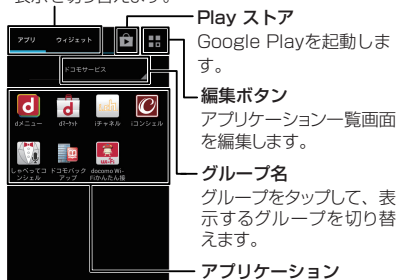 表示を切り替えます。
Play ストア
Google Playを起動しま
す。
編集ボタン
アプリケーション一覧画面
を編集します。
グループ名
グループをタップして、表
示するグループを切り替
えます。
アプリケーション
アプリ ウィジェット
ドコモサービス
dメニュー dマーケット iチャネル iコンシェル
しゃべってコ ドコモバック docomo Wi-
ンシェル アップ Fiかんたん接